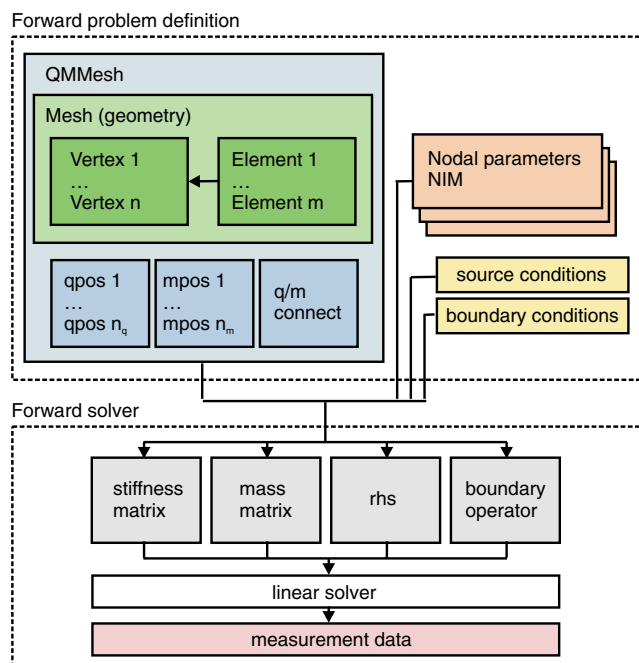 Forward problem definition
QMMesh
Mesh (geometry)
Vertex 1
…
Vertex n
Element 1
…
Element m
Nodal parameters
NIM
qpos 1
…
qpos nq
mpos 1
…
mpos nm
q/m
connect
source conditions
boundary conditions
Forward solver
stiffness
matrix
mass
matrix
rhs
boundary
operator
linear solver
measurement data